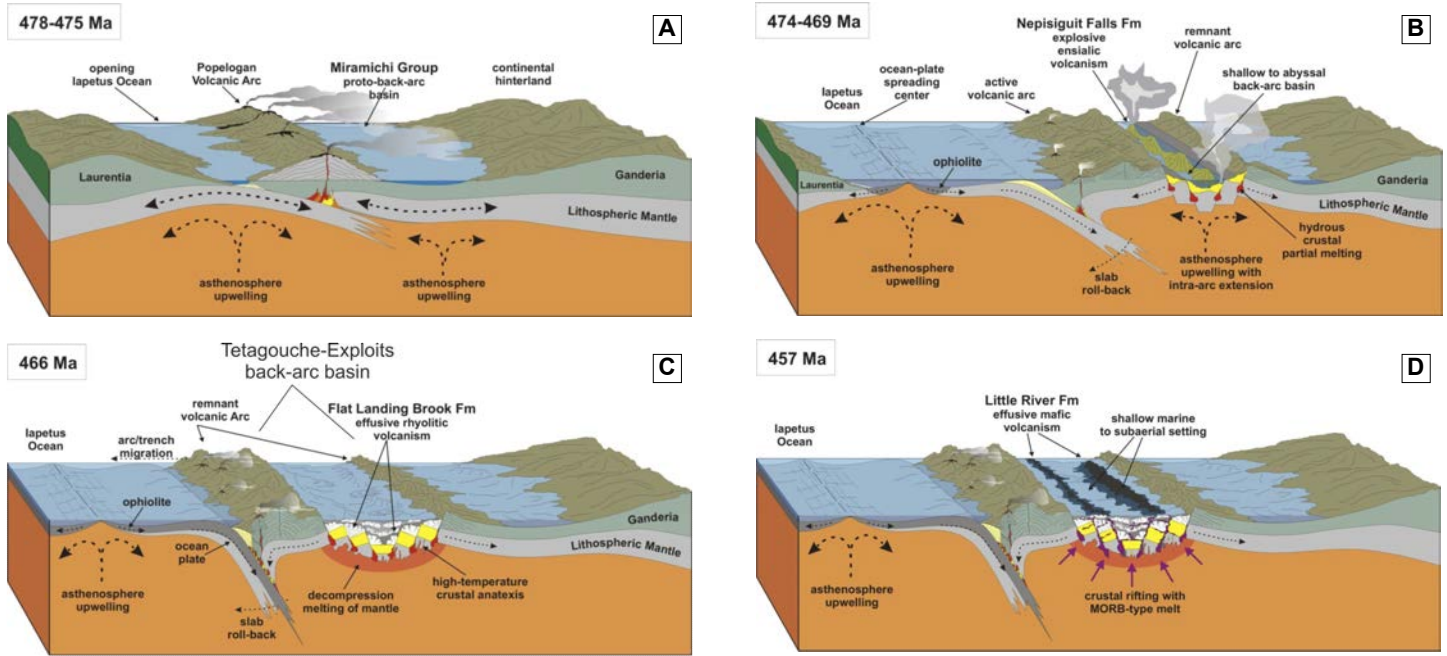 478-475 Ma
A
opening
Iapetus Ocean
Popelogan
Volcanic Arc
Miramichi Group
proto-back-arc
basin
continental
hinterland
Laurentia
Ganderia
Lithospheric Mantle
asthenosphere
upwelling
asthenosphere
upwelling
474-469 Ma
B
Iapetus
Ocean
ocean-plate
spreading
center
active
volcanic arc
Nepisiguit Falls Fm
explosive
ensialic
volcanism
remnant
volcanic arc
shallow to abyssal
back-arc basin
Laurentia
ophiolite
Ganderia
Lithospheric Mantle
asthenosphere
upwelling
slab
roll-back
asthenosphere
upwelling with
intra-arc extension
hydrous
crustal
partial melting
466 Ma
C
Tetagouche-Exploits
back-arc basin
Iapetus
Ocean
arc/trench
migration
remnant
volcanic Arc
Flat Landing Brook Fm
effusive rhyolitic
volcanism
ophiolite
ocean
plate
Ganderia
Lithospheric Mantle
asthenosphere
upwelling
slab
roll-back
decompression
melting of mantle
high-temperature
crustal anatexis
457 Ma
D
Iapetus
Ocean
Little River Fm
effusive mafic
volcanism
shallow marine
to subaerial setting
ophiolite
Ganderia
Lithospheric Mantle
asthenosphere
upwelling
crustal rifting with
MORB-type melt